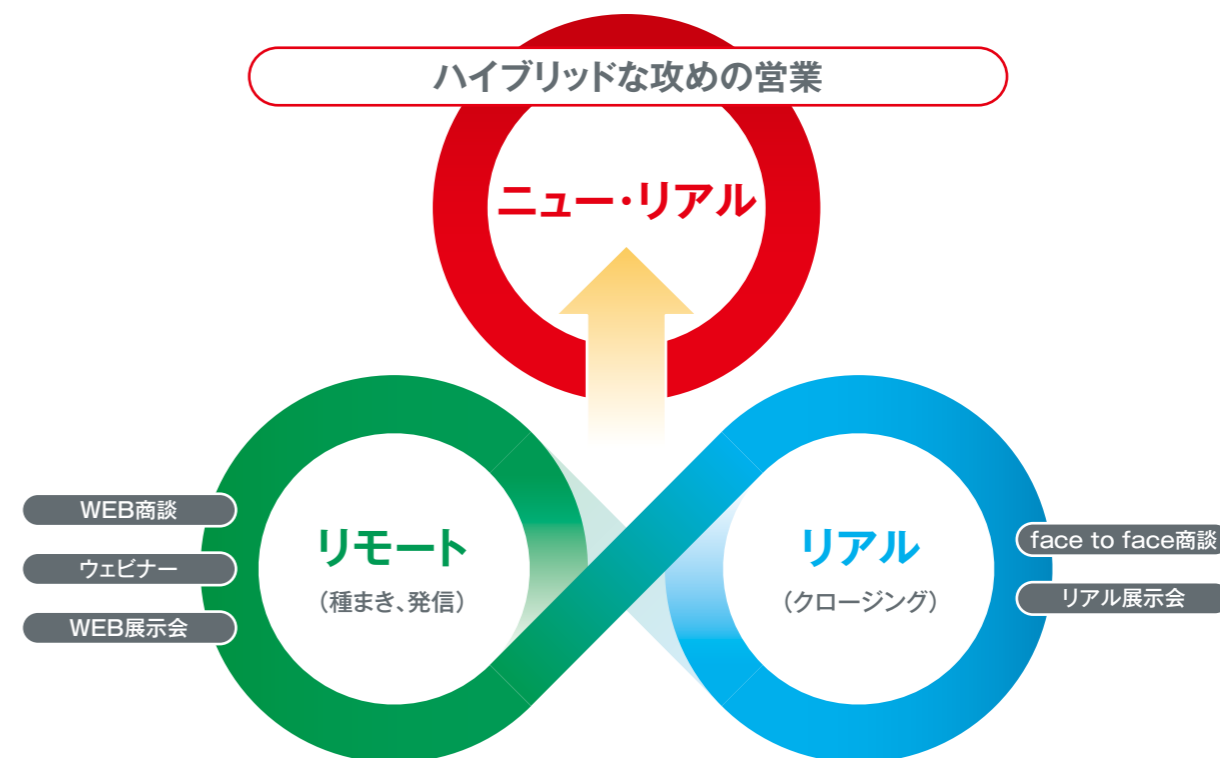 ハイブリッドな攻めの営業
ニュー・リアル
リモート
(種まき、発信)
WEB商談
ウェビナー
WEB展示会
リアル
(クロージング)
face to face商談
リアル展示会